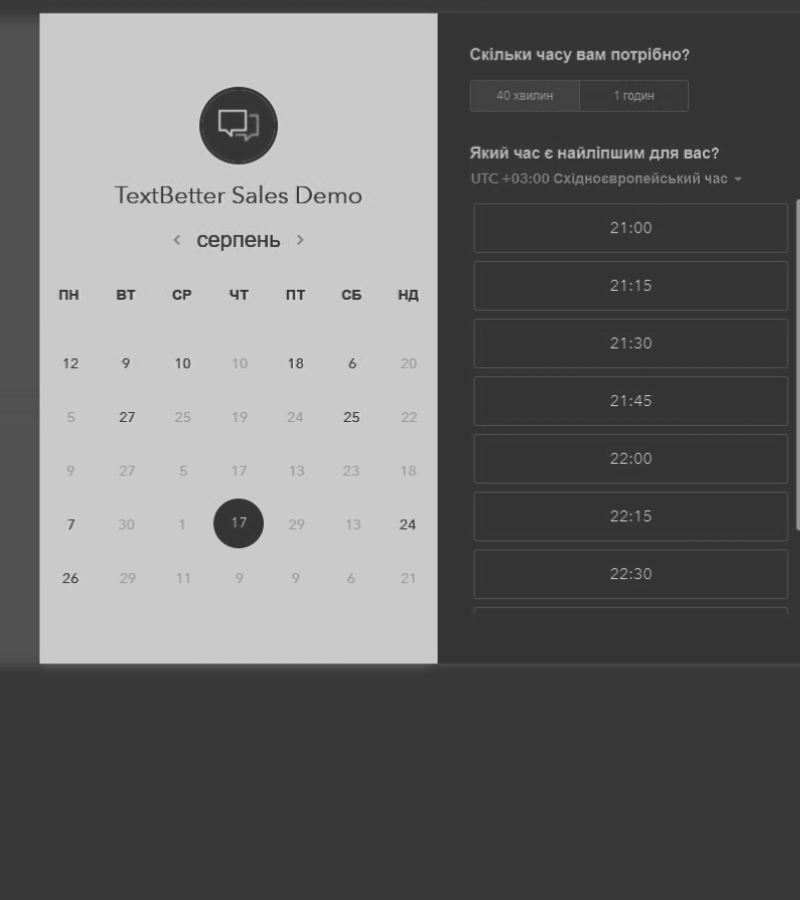 TextBetter Sales Demo
серпень
ПН ВТ СР ЧТ ПТ СБ НД
12 9 10 10 18 6 20
5 27 25 19 24 25 22
9 27 5 17 13 23 18
7 30 1 17 29 13 24
26 29 11 9 9 6 21
Скільки часу вам потрібно?
40 хвилин 1 годин
Який час є найліпшим для вас?
UTC +03:00 Східноєвропейський час
21:00
21:15
21:30
21:45
22:00
22:15
22:30